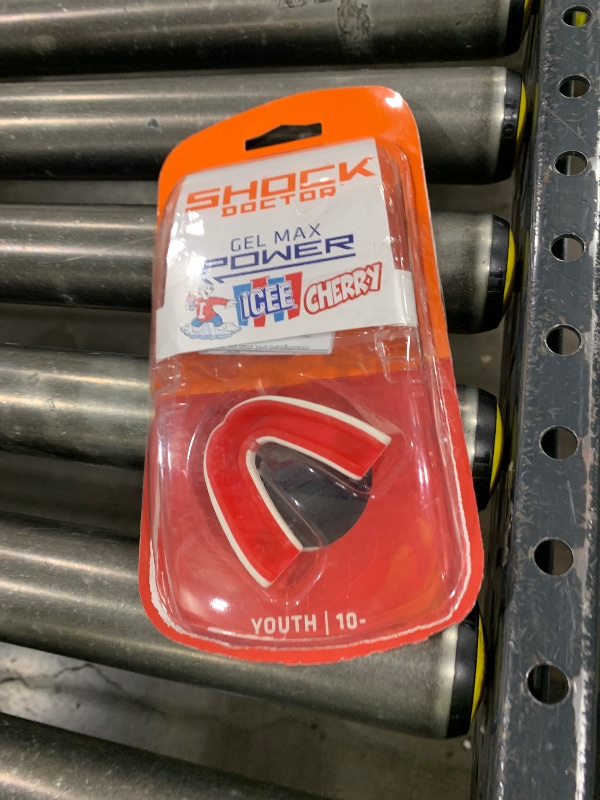 SHOCK
DOCTOR
GEL MAX
POWER
ICEE CHERRY
YOUTH | 10-